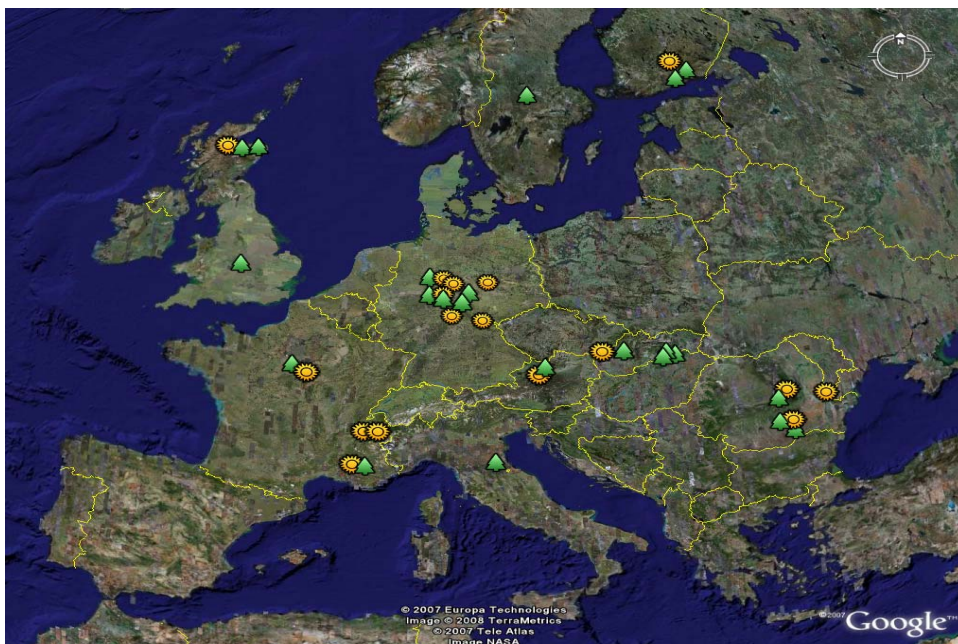 N
© 2007 Europa Technologies
Image © 2008 TerraMetrics
© 2007 Tele Atlas
Image NASA
©2007 Google™